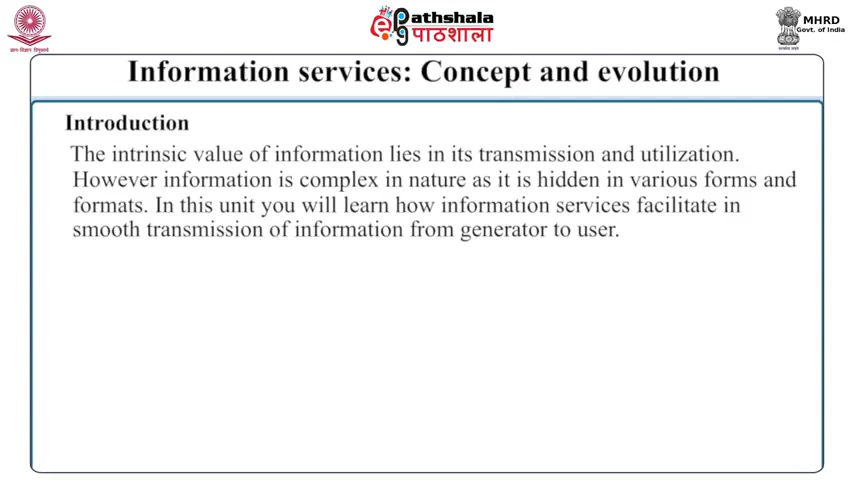 ePathshala
पाठशाला
MHRD
Govt. of India
Information services: Concept and evolution
Introduction
The intrinsic value of information lies in its transmission and utilization.
However information is complex in nature as it is hidden in various forms and
formats. In this unit you will learn how information services facilitate in
smooth transmission of information from generator to user.